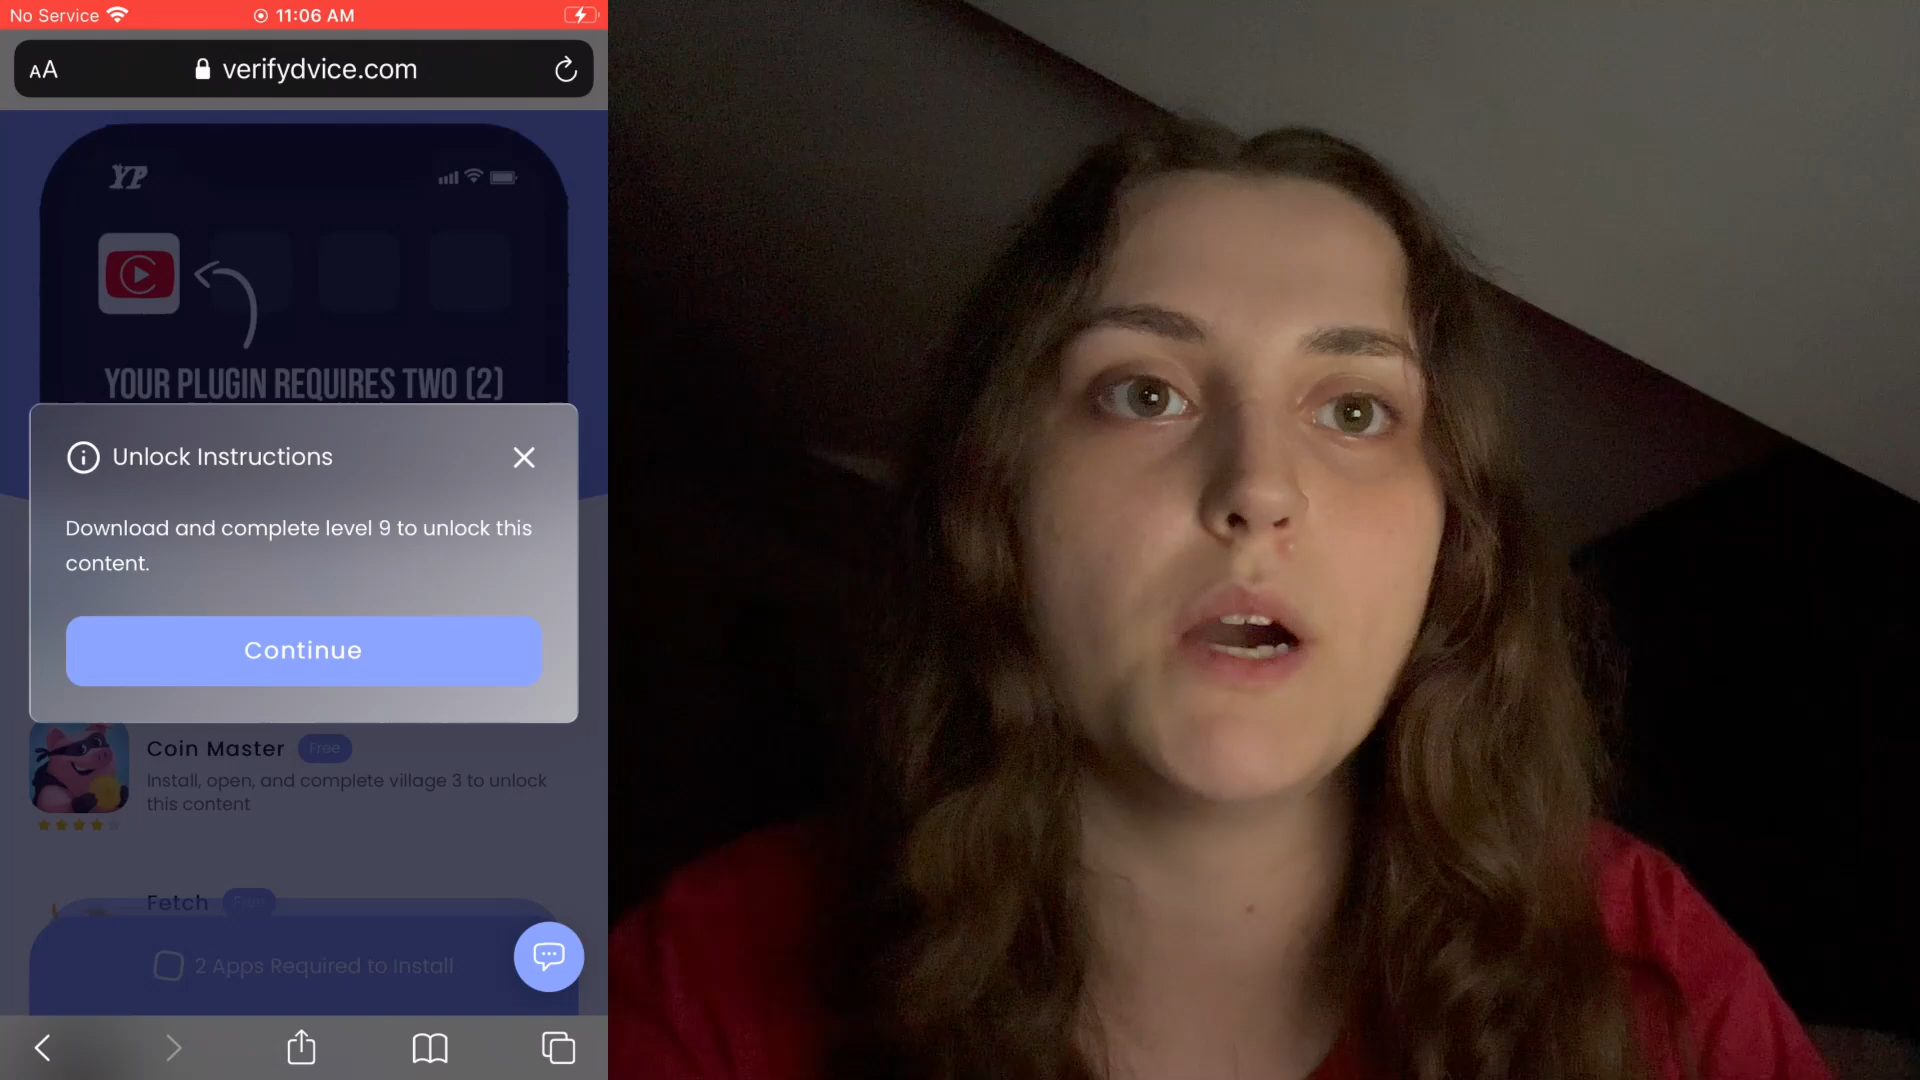 No Service
11:06 AM
AA
verifydvice.com
YP
YOUR PLUGIN REQUIRES TWO (2)
Unlock Instructions
Download and complete level 9 to unlock this
content.
Continue
Coin Master Free
Install, open, and complete village 3 to unlock
this content
Fetch Free
2 Apps Required to Install